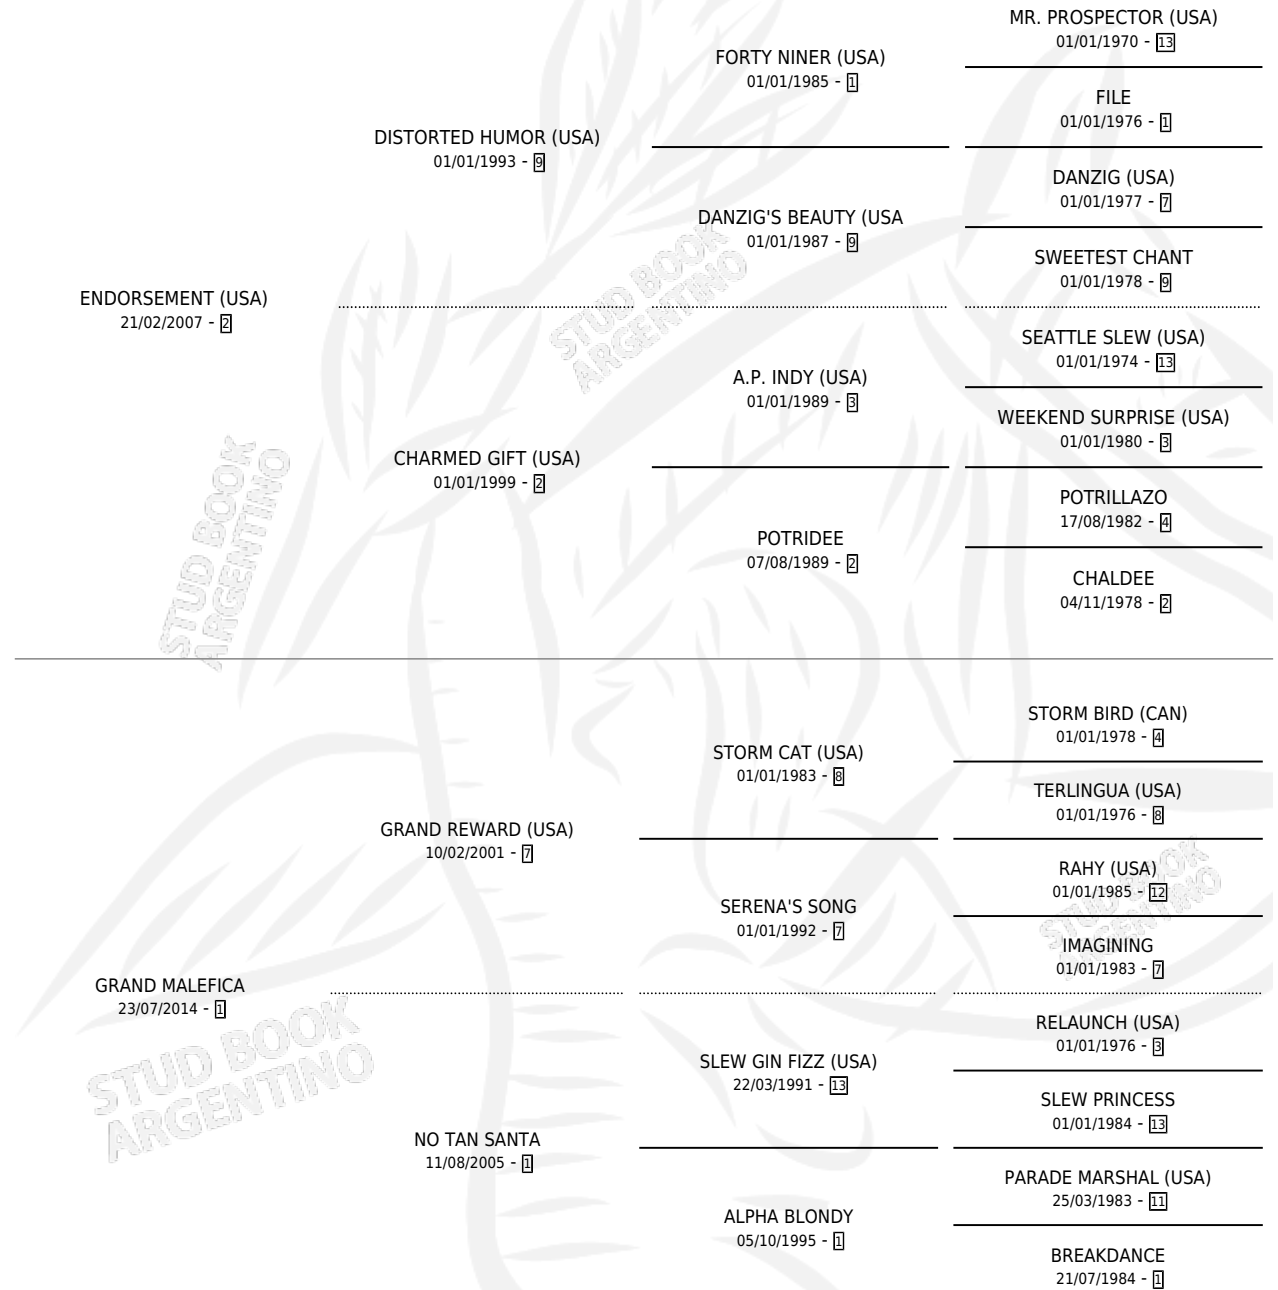 MR. PROSPECTOR (USA)
01/01/1970 - 13
FORTY NINER (USA)
01/01/1985 - 1
FILE
01/01/1976 - 1
DISTORTED HUMOR (USA)
01/01/1993 - 9
DANZIG (USA)
01/01/1977 - 7
DANZIG'S BEAUTY (USA
01/01/1987 - 9
SWEETEST CHANT
01/01/1978 - 9
ENDORSEMENT (USA)
21/02/2007 - 2
STUD BOOK
ARGENTINO
SEATTLE SLEW (USA)
01/01/1974 - 13
A.P. INDY (USA)
01/01/1989 - 3
WEEKEND SURPRISE (USA)
01/01/1980 - 3
CHARMED GIFT (USA)
01/01/1999 - 2
POTRILLAZO
17/08/1982 - 4
POTRIDEE
07/08/1989 - 2
CHALDEE
04/11/1978 - 2
STUD BOOK
ARGENTINO
STORM BIRD (CAN)
01/01/1978 - 4
STORM CAT (USA)
01/01/1983 - 8
TERLINGUA (USA)
01/01/1976 - 8
GRAND REWARD (USA)
10/02/2001 - 7
RAHY (USA)
01/01/1985 - 12
STUD BOOK
ARGENTINO
SERENA'S SONG
01/01/1992 - 7
IMAGINING
01/01/1983 - 7
GRAND MALEFICA
23/07/2014 - 1
STUD BOOK
ARGENTINO
RELAUNCH (USA)
01/01/1976 - 3
SLEW GIN FIZZ (USA)
22/03/1991 - 13
SLEW PRINCESS
01/01/1984 - 13
NO TAN SANTA
11/08/2005 - 1
PARADE MARSHAL (USA)
25/03/1983 - 11
ALPHA BLONDY
05/10/1995 - 1
BREAKDANCE
21/07/1984 - 1